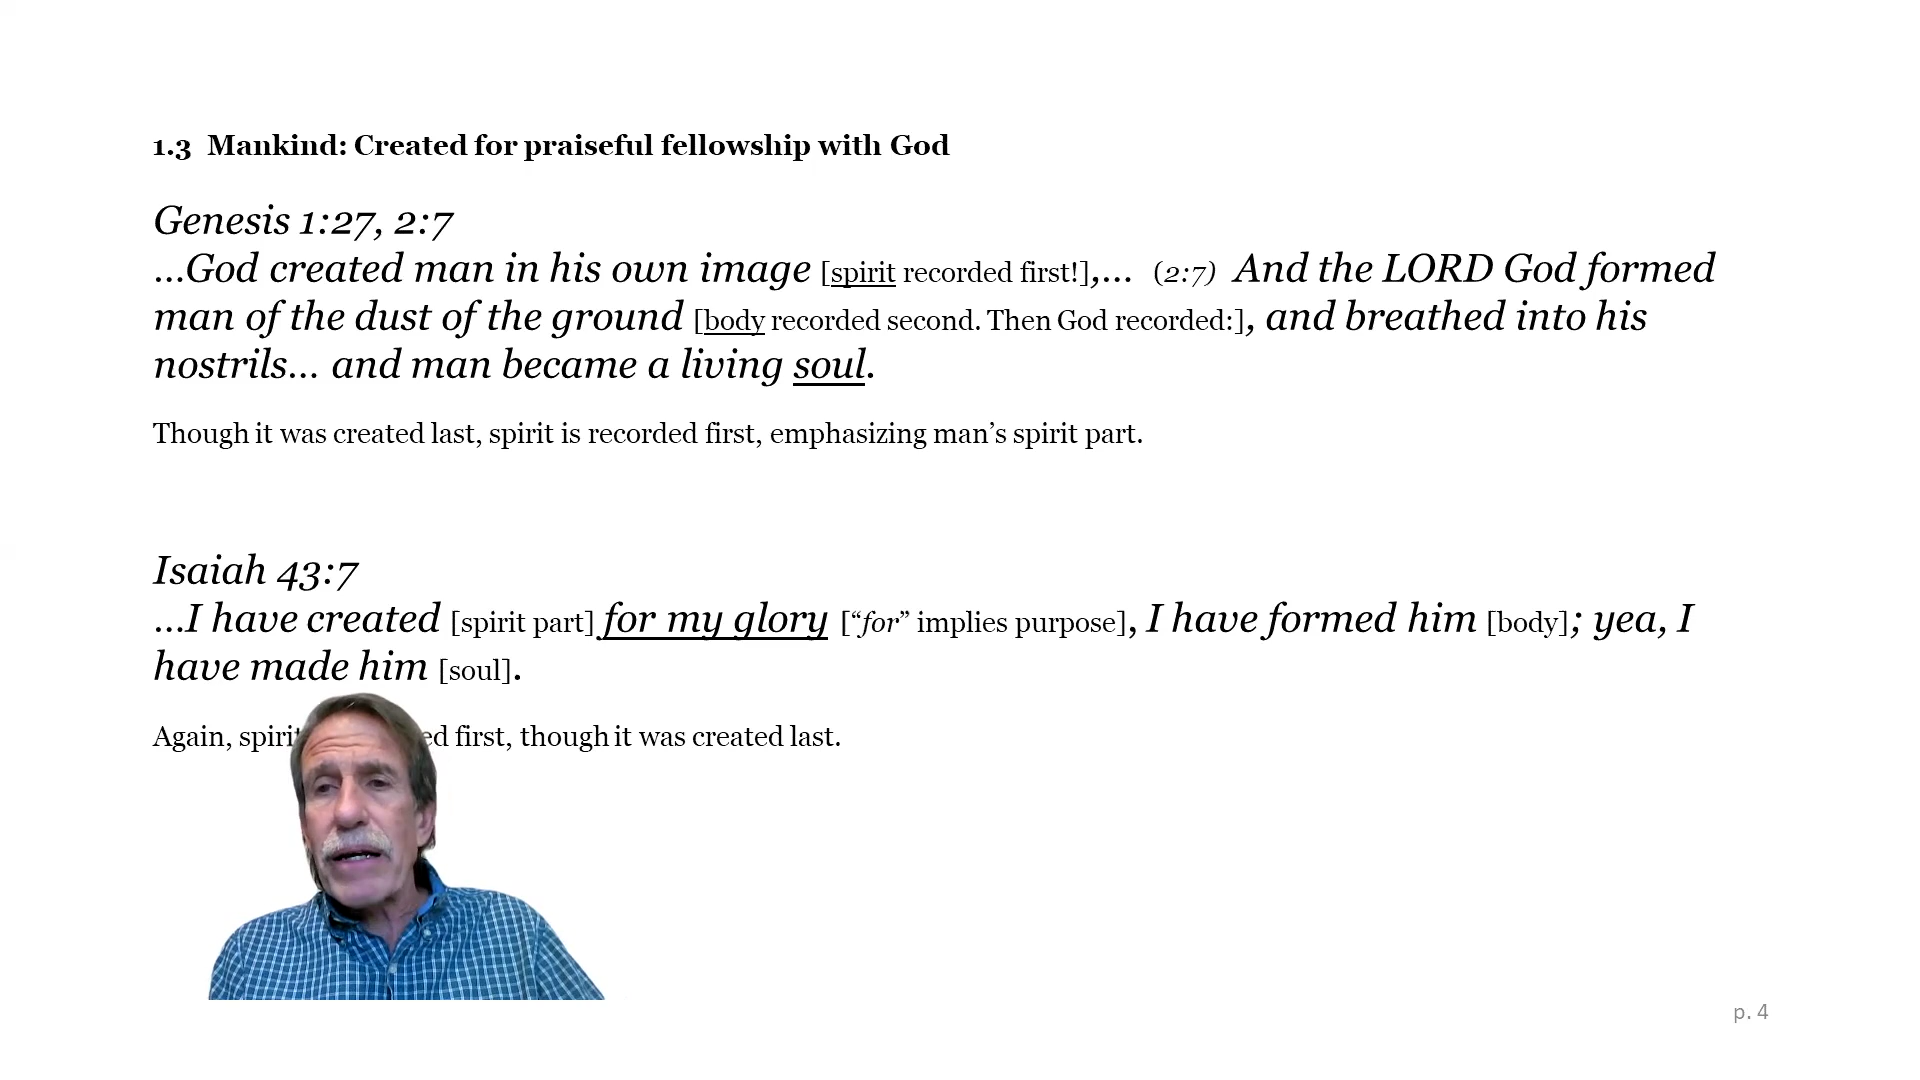 1.3 Mankind: Created for praiseful fellowship with God
Genesis 1:27, 2:7
...God created man in his own image [spirit recorded first!],... (2:7) And the LORD God formed
man of the dust of the ground [body recorded second. Then God recorded:], and breathed into his
nostrils... and man became a living soul.
Though it was created last, spirit is recorded first, emphasizing man’s spirit part.
Isaiah 43:7
...I have created [spirit part] for my glory [“for” implies purpose], I have formed him [body]; yea, I
have made him [soul].
Again, spirit first, though it was created last.
p. 4